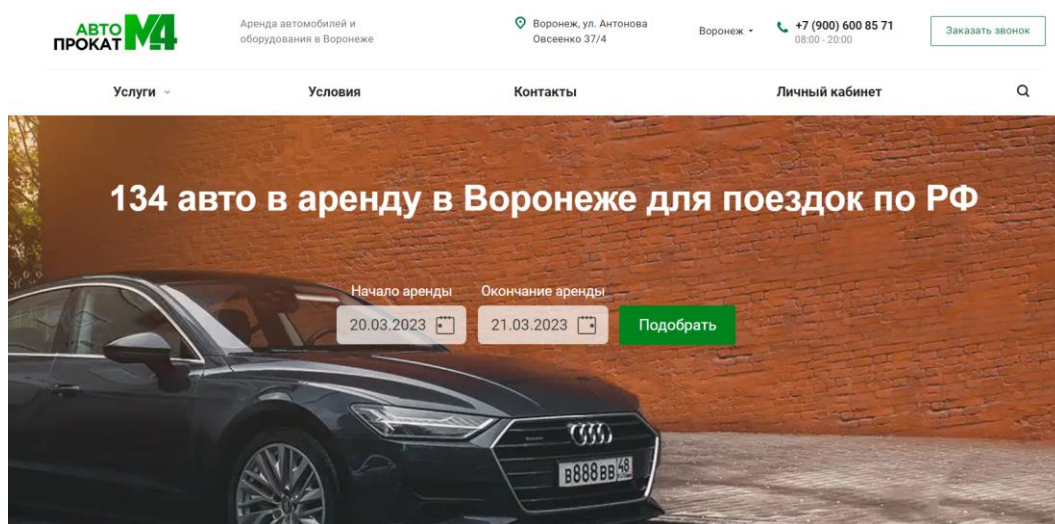 АВТО
ПРОКАТ М4
Аренда автомобилей и
оборудования в Воронеже
Воронеж, ул. Антонова
Овсеенко 37/4
Воронеж
+7 (900) 600 85 71
08:00 - 20:00
Заказать звонок
Услуги
Условия
Контакты
Личный кабинет
134 авто в аренду в Воронеже для поездок по РФ
Начало аренды
Окончание аренды
20.03.2023
21.03.2023
Подобрать
В888ВВ 48